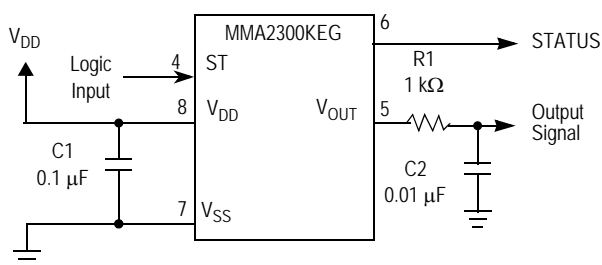 MMA2300KEG
V_DD
Logic
Input
4
ST
6
STATUS
R1
1 kΩ
8
V_DD
V_OUT
5
Output
Signal
C1
0.1 μF
C2
0.01 μF
7
V_SS